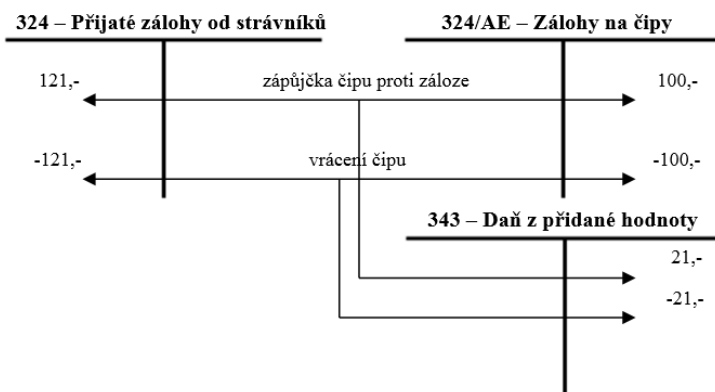 324 – Přijaté zálohy od strávníků 324/AE – Zálohy na čipy
121,- zápůjčka čipu proti záloze 100,-
-121,- vrácení čipu -100,-
343 – Daň z přidané hodnoty
21,-
-21,-